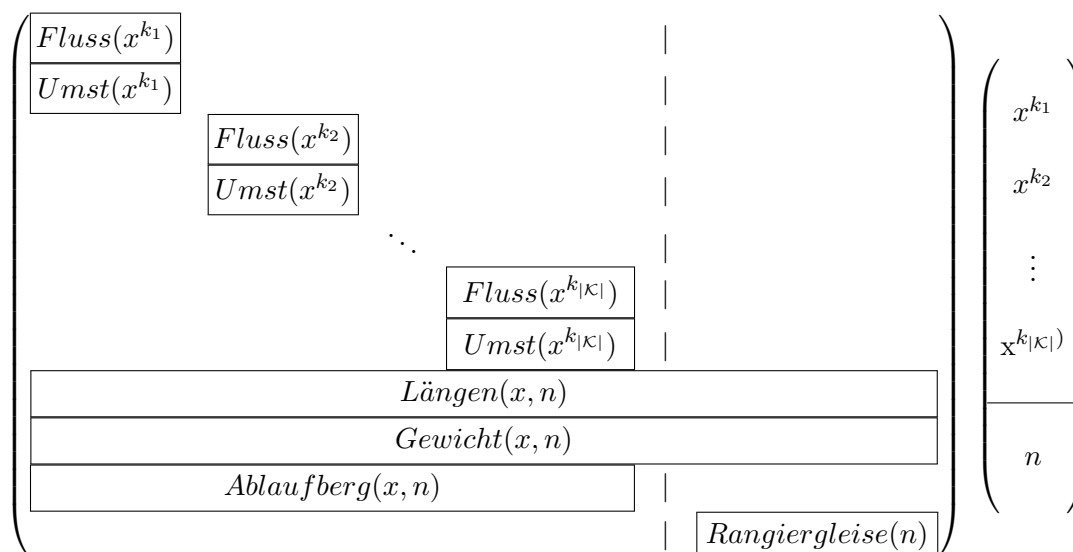 Fluss(x^{k_1})
Umst(x^{k_1})
Fluss(x^{k_2})
Umst(x^{k_2})
⋱
Fluss(x^{k_{|𝒦|}})
Umst(x^{k_{|𝒦|}})
Längen(x, n)
Gewicht(x, n)
Ablaufberg(x, n)
Rangiergleise(n)
x^{k_1}
x^{k_2}
⋮
x^{k_{|𝒦|})}
n